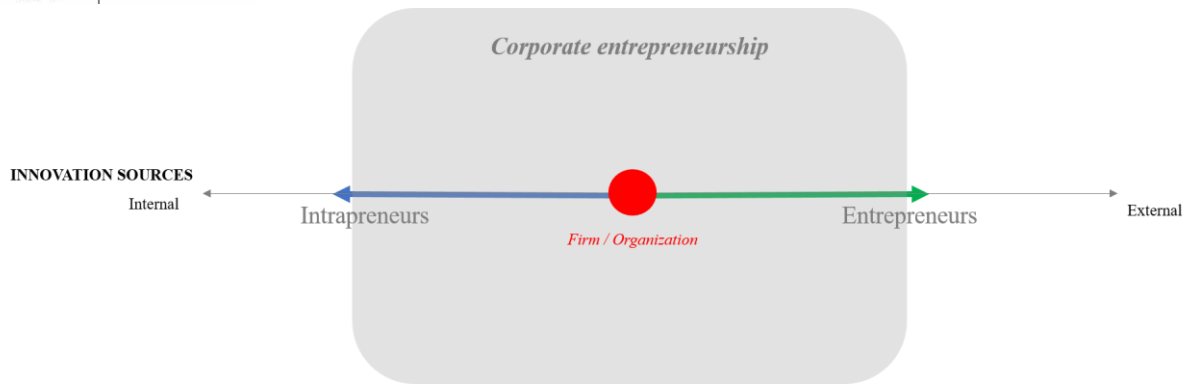 Corporate entrepreneurship
INNOVATION SOURCES
Internal
Intrapreneurs
Entrepreneurs
External
Firm / Organization